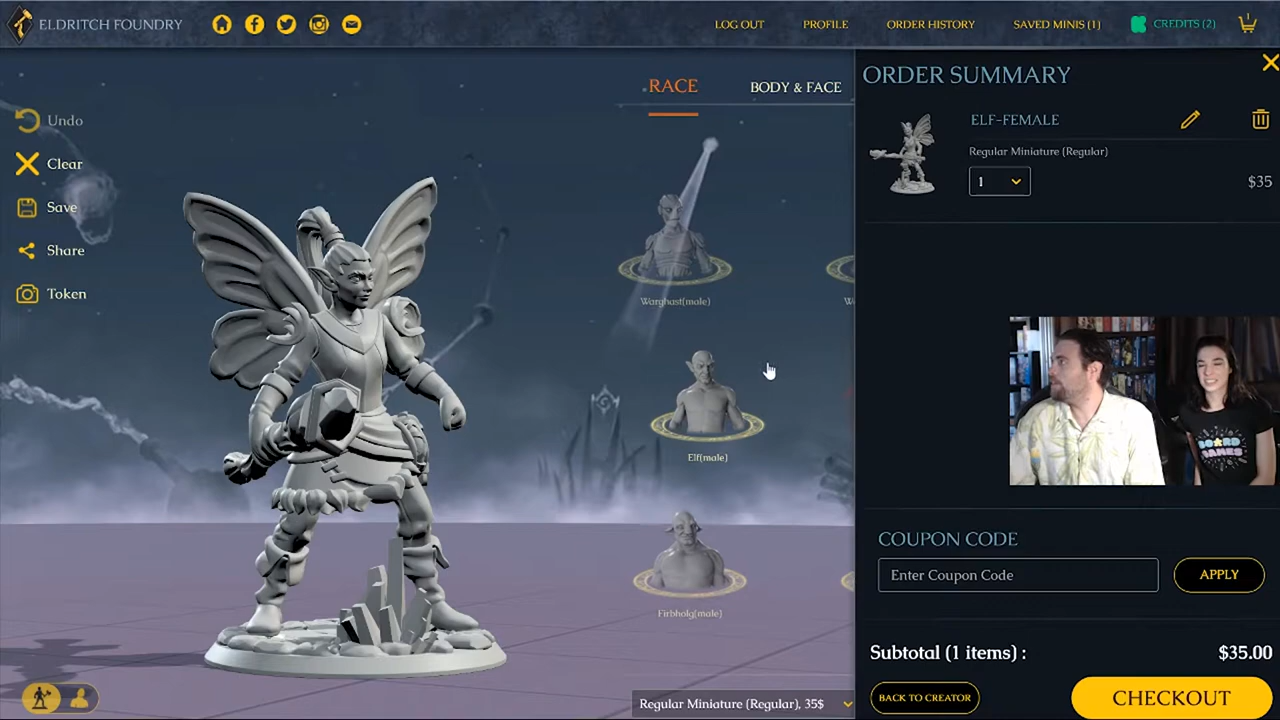 ELDRITCH FOUNDRY
LOG OUT
PROFILE
ORDER HISTORY
SAVED MINIS (1)
CREDITS (2)
1
Undo
Clear
Save
Share
Token
RACE
BODY & FACE
Warghast(male)
W
Elf(male)
Firbholg(male)
Regular Miniature (Regular), 35$
ORDER SUMMARY
ELF-FEMALE
Regular Miniature (Regular)
1
$35
BOARD
GAMES
COUPON CODE
Enter Coupon Code
APPLY
Subtotal (1 items) :
$35.00
BACK TO CREATOR
CHECKOUT